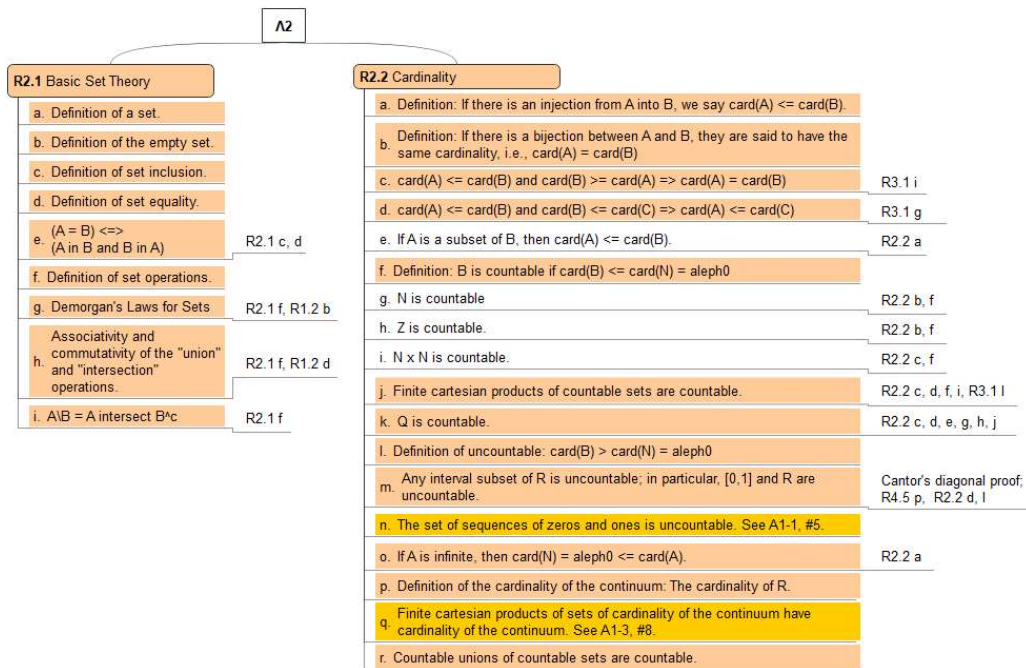 Λ2
R2.1 Basic Set Theory
a. Definition of a set.
b. Definition of the empty set.
c. Definition of set inclusion.
d. Definition of set equality.
e. (A = B) <=>
(A in B and B in A)
R2.1 c, d
f. Definition of set operations.
g. Demorgan's Laws for Sets
R2.1 f, R1.2 b
h. Associativity and
commutativity of the "union"
and "intersection"
operations.
R2.1 f, R1.2 d
i. A\B = A intersect B^c
R2.1 f
R2.2 Cardinality
a. Definition: If there is an injection from A into B, we say card(A) <= card(B).
b. Definition: If there is a bijection between A and B, they are said to have the
same cardinality, i.e., card(A) = card(B)
c. card(A) <= card(B) and card(B) >= card(A) => card(A) = card(B)
R3.1 i
d. card(A) <= card(B) and card(B) <= card(C) => card(A) <= card(C)
R3.1 g
e. If A is a subset of B, then card(A) <= card(B).
R2.2 a
f. Definition: B is countable if card(B) <= card(N) = aleph0
g. N is countable
R2.2 b, f
h. Z is countable.
R2.2 b, f
i. N x N is countable.
R2.2 c, f
j. Finite cartesian products of countable sets are countable.
R2.2 c, d, f, i, R3.1 l
k. Q is countable.
R2.2 c, d, e, g, h, j
l. Definition of uncountable: card(B) > card(N) = aleph0
m. Any interval subset of R is uncountable; in particular, [0,1] and R are
uncountable.
Cantor's diagonal proof;
R4.5 p, R2.2 d, l
n. The set of sequences of zeros and ones is uncountable. See A1-1, #5.
o. If A is infinite, then card(N) = aleph0 <= card(A).
R2.2 a
p. Definition of the cardinality of the continuum: The cardinality of R.
q. Finite cartesian products of sets of cardinality of the continuum have
cardinality of the continuum. See A1-3, #8.
r. Countable unions of countable sets are countable.